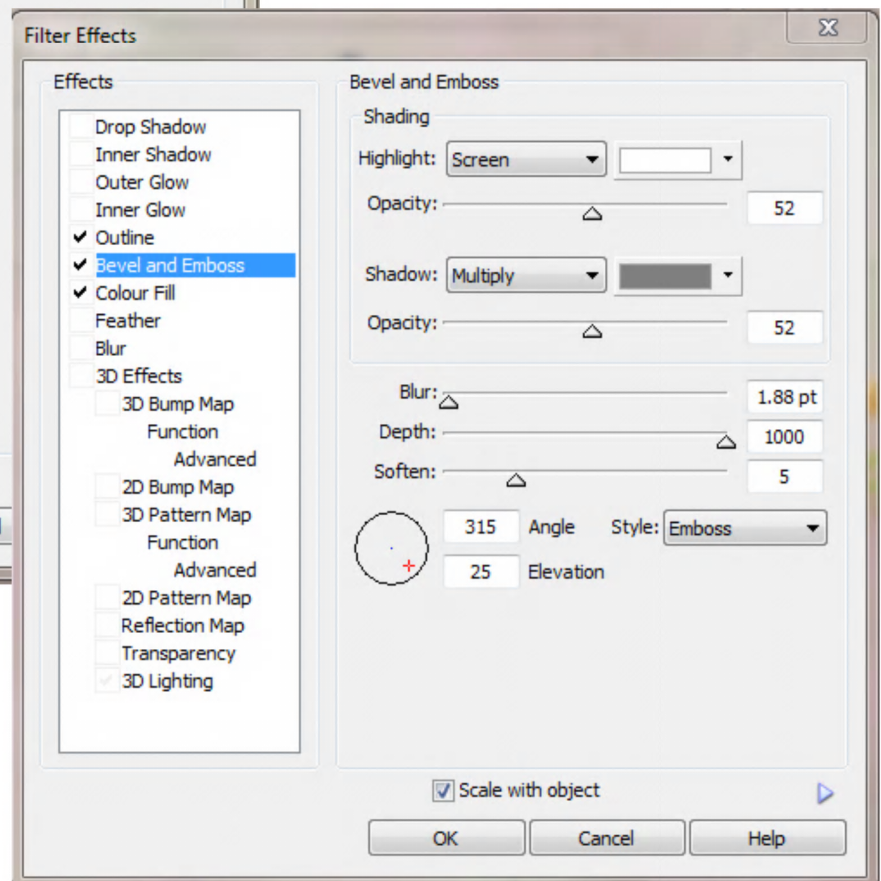 Filter Effects
Effects
Drop Shadow
Inner Shadow
Outer Glow
Inner Glow
Outline
Bevel and Emboss
Colour Fill
Feather
Blur
3D Effects
3D Bump Map
Function
Advanced
2D Bump Map
3D Pattern Map
Function
Advanced
2D Pattern Map
Reflection Map
Transparency
3D Lighting
Bevel and Emboss
Shading
Highlight: Screen
Opacity: 52
Shadow: Multiply
Opacity: 52
Blur: 1.88 pt
Depth: 1000
Soften: 5
315 Angle Style: Emboss
25 Elevation
Scale with object
OK Cancel Help